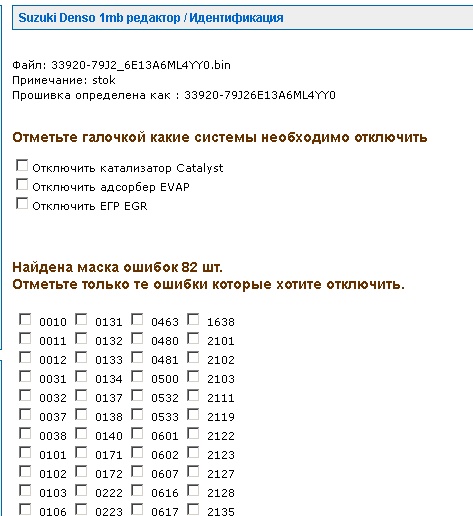 Suzuki Denso 1mb редактор / Идентификация
Файл: 33920-79J2_6E13A6ML4YY0.bin
Примечание: stok
Прошивка определена как : 33920-79J26E13A6ML4YY0
Отметьте галочкой какие системы необходимо отключить
Отключить катализатор Catalyst
Отключить адсорбер EVAP
Отключить ЕГР EGR
Найдена маска ошибок 82 шт.
Отметьте только те ошибки которые хотите отключить.
0010 0131 0463 1638
0011 0132 0480 2101
0012 0133 0481 2102
0031 0134 0500 2103
0032 0137 0532 2111
0037 0138 0533 2119
0038 0140 0601 2122
0101 0171 0602 2123
0102 0172 0607 2127
0103 0222 0616 2128
0106 0223 0617 2135